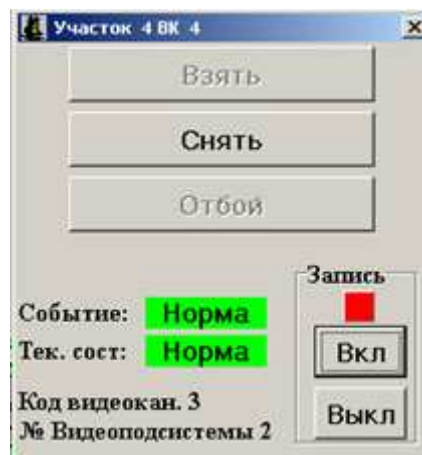 Участок 4 ВК 4
Взять
Снять
Отбой
Запись
Событие: Норма
Тек. сост: Норма
Вкл
Код видеокан. 3
Выкл
№ Видеоподсистемы 2